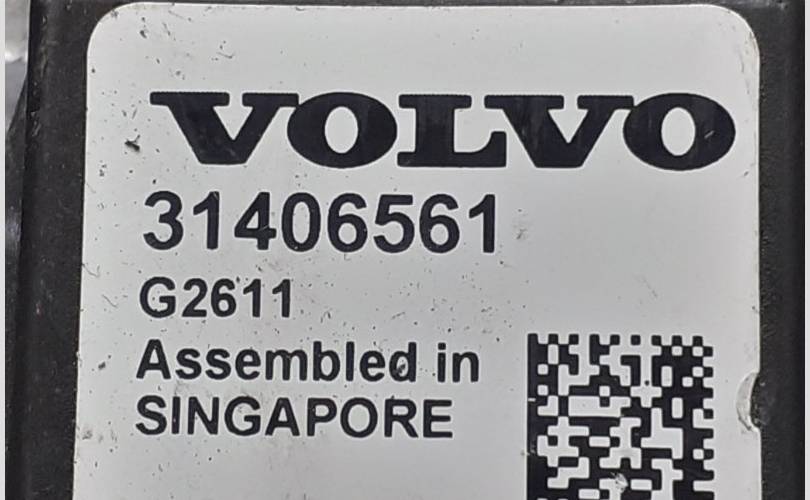 VOLVO
31406561
G2611
Assembled in
SINGAPORE